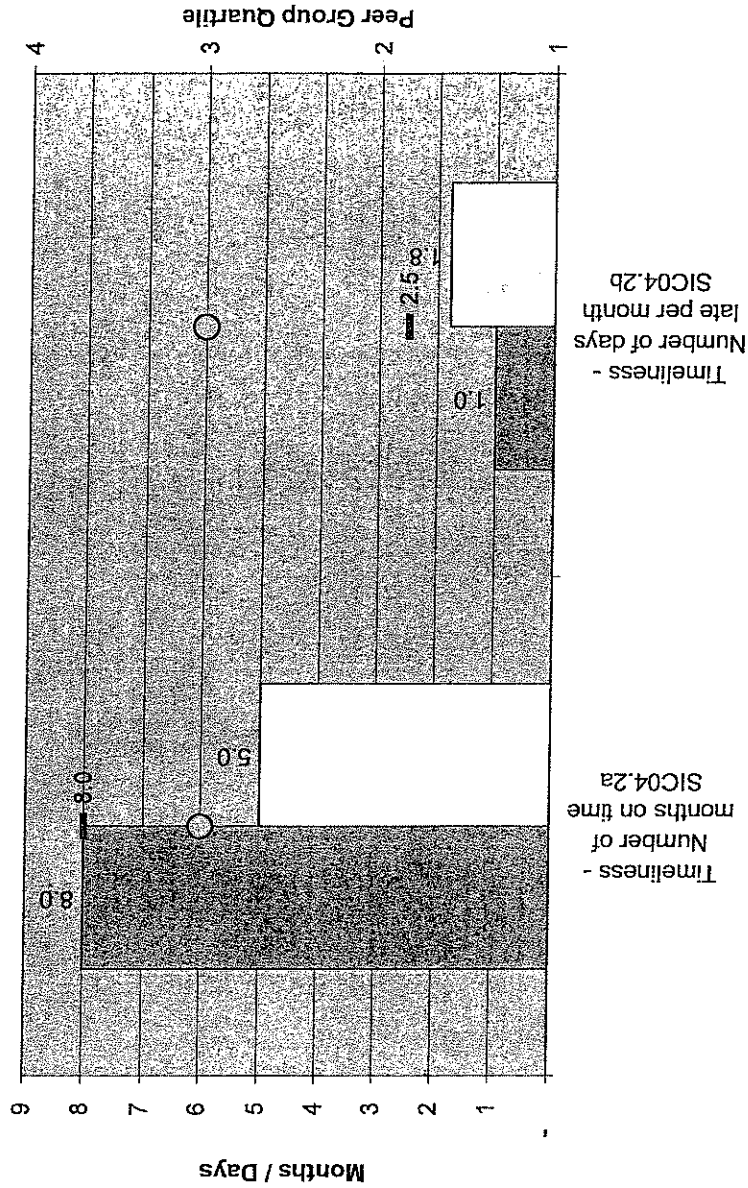 Months / Days
9
8
7
6
5
4
3
2
1
Peer Group Quartile
4
3
2
1
8.0
8.0
5.0
1.0
2.5
1.8
Timeliness -
Number of
months on time
SIC04.2a
Timeliness -
Number of days
late per month
SIC04.2b